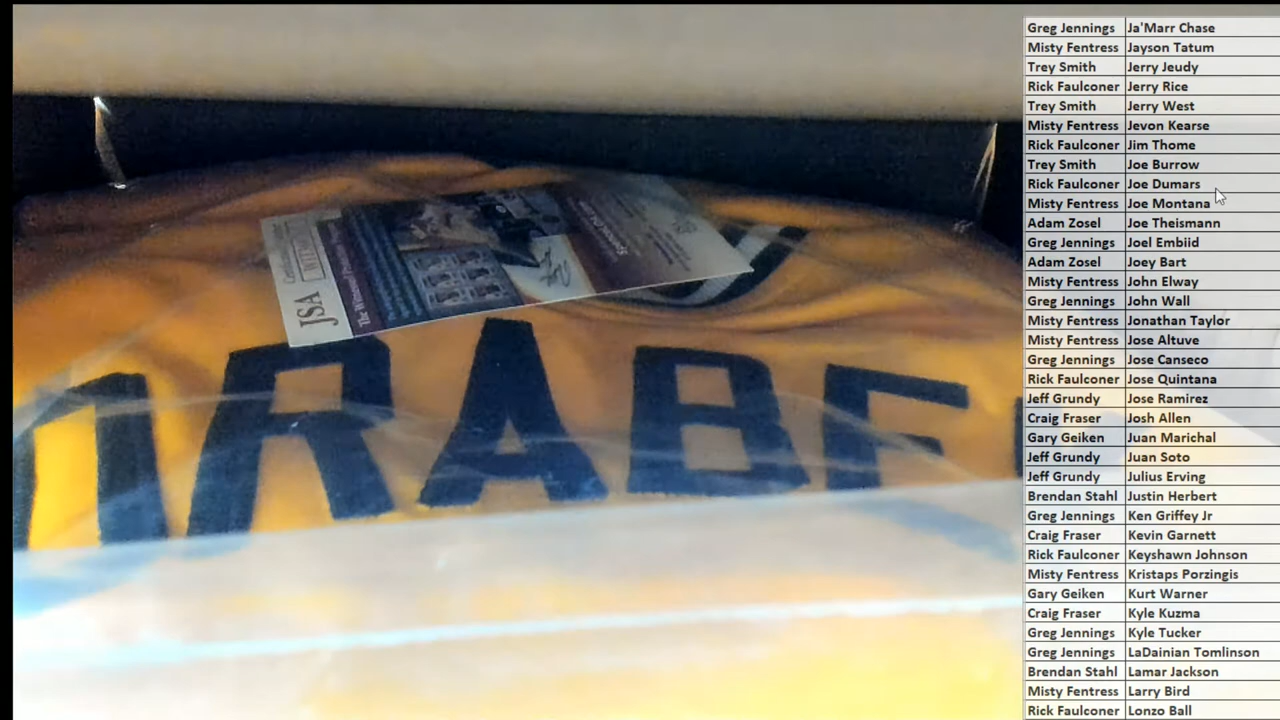 Greg Jennings Ja'Marr Chase
Misty Fentress Jayson Tatum
Trey Smith Jerry Jeudy
Rick Faulconer Jerry Rice
Trey Smith Jerry West
Misty Fentress Jevon Kearse
Rick Faulconer Jim Thome
Trey Smith Joe Burrow
Rick Faulconer Joe Dumars
Misty Fentress Joe Montana
Adam Zosel Joe Theismann
Greg Jennings Joel Embiid
Adam Zosel Joey Bart
Misty Fentress John Elway
Greg Jennings John Wall
Misty Fentress Jonathan Taylor
Misty Fentress Jose Altuve
Greg Jennings Jose Canseco
Rick Faulconer Jose Quintana
Jeff Grundy Jose Ramirez
Craig Fraser Josh Allen
Gary Geiken Juan Marichal
Jeff Grundy Juan Soto
Jeff Grundy Julius Erving
Brendan Stahl Justin Herbert
Greg Jennings Ken Griffey Jr
Craig Fraser Kevin Garnett
Rick Faulconer Keyshawn Johnson
Misty Fentress Kristaps Porzingis
Gary Geiken Kurt Warner
Craig Fraser Kyle Kuzma
Greg Jennings Kyle Tucker
Greg Jennings LaDainian Tomlinson
Brendan Stahl Lamar Jackson
Misty Fentress Larry Bird
Rick Faulconer Lonzo Ball
JSA
RABE